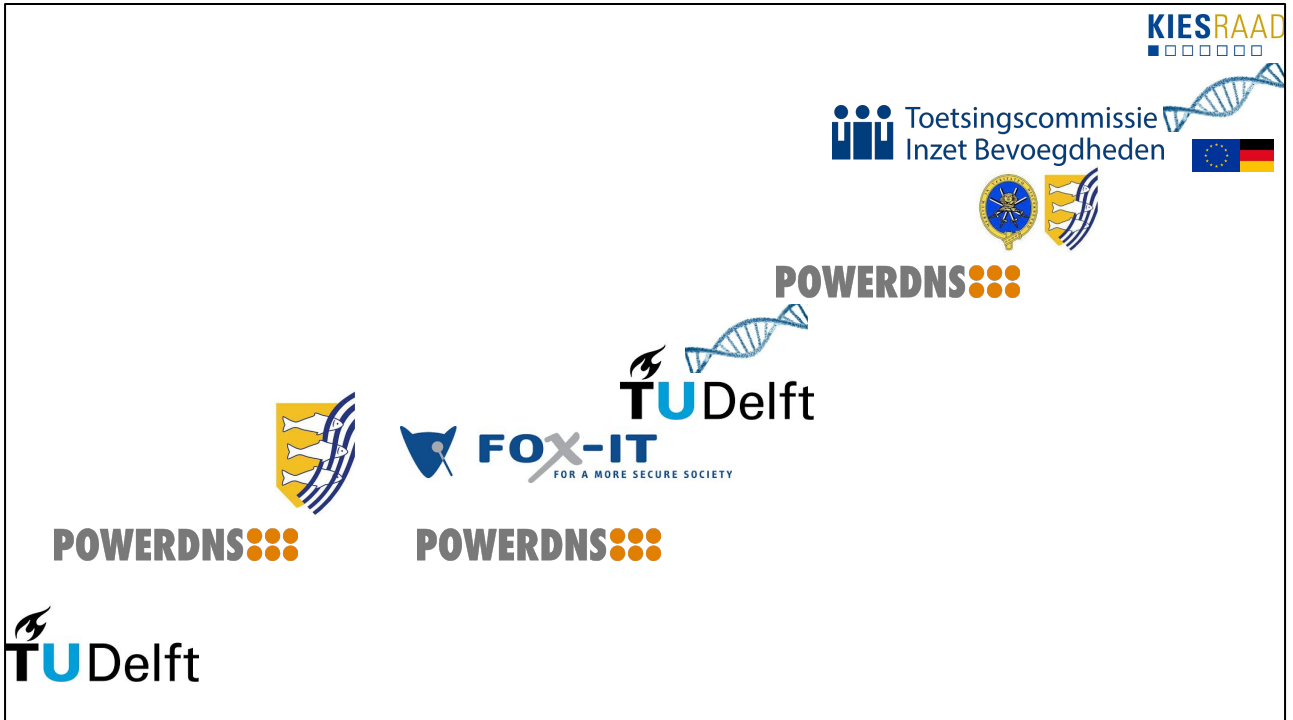 KIESRAAD
Toetsingscommissie
Inzet Bevoegdheden
POWERDNS
TUDelft
FOX-IT
FOR A MORE SECURE SOCIETY
POWERDNS
POWERDNS
TUDelft